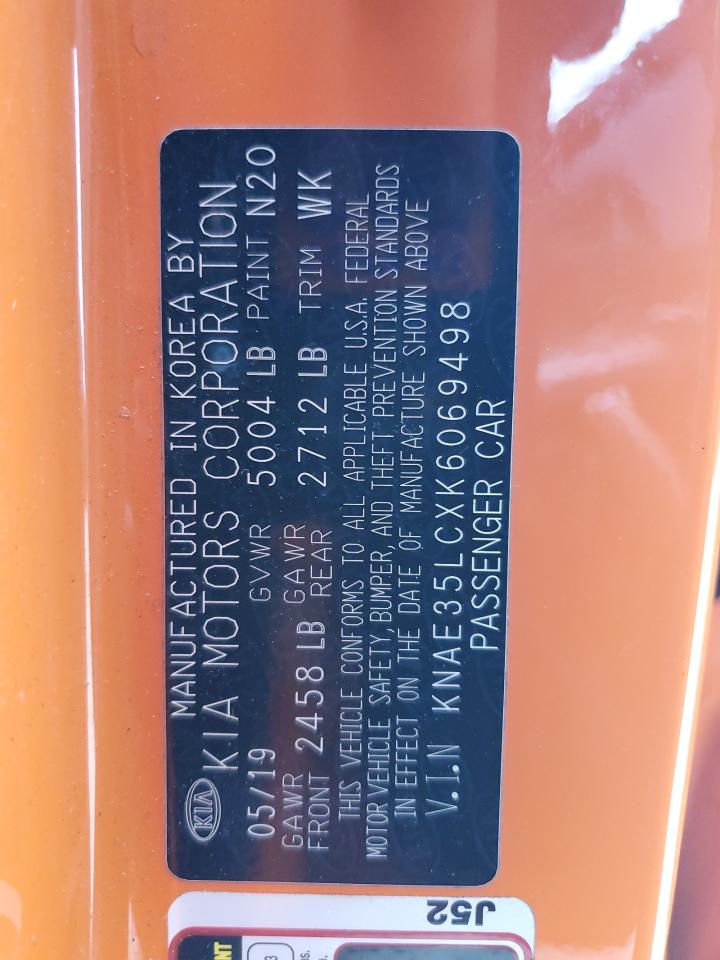 MANUFACTURED IN KOREA BY
KIA KIA MOTORS CORPORATION
05/19 GVWR 5004 LB PAINT N20
GAWR FRONT 2458 LB GAWR REAR 2712 LB TRIM WK
THIS VEHICLE CONFORMS TO ALL APPLICABLE U.S.A. FEDERAL
MOTOR VEHICLE SAFETY, BUMPER, AND THEFT PREVENTION STANDARDS
IN EFFECT ON THE DATE OF MANUFACTURE SHOWN ABOVE
V.I.N KNAE35LCXK6069498
PASSENGER CAR
J52